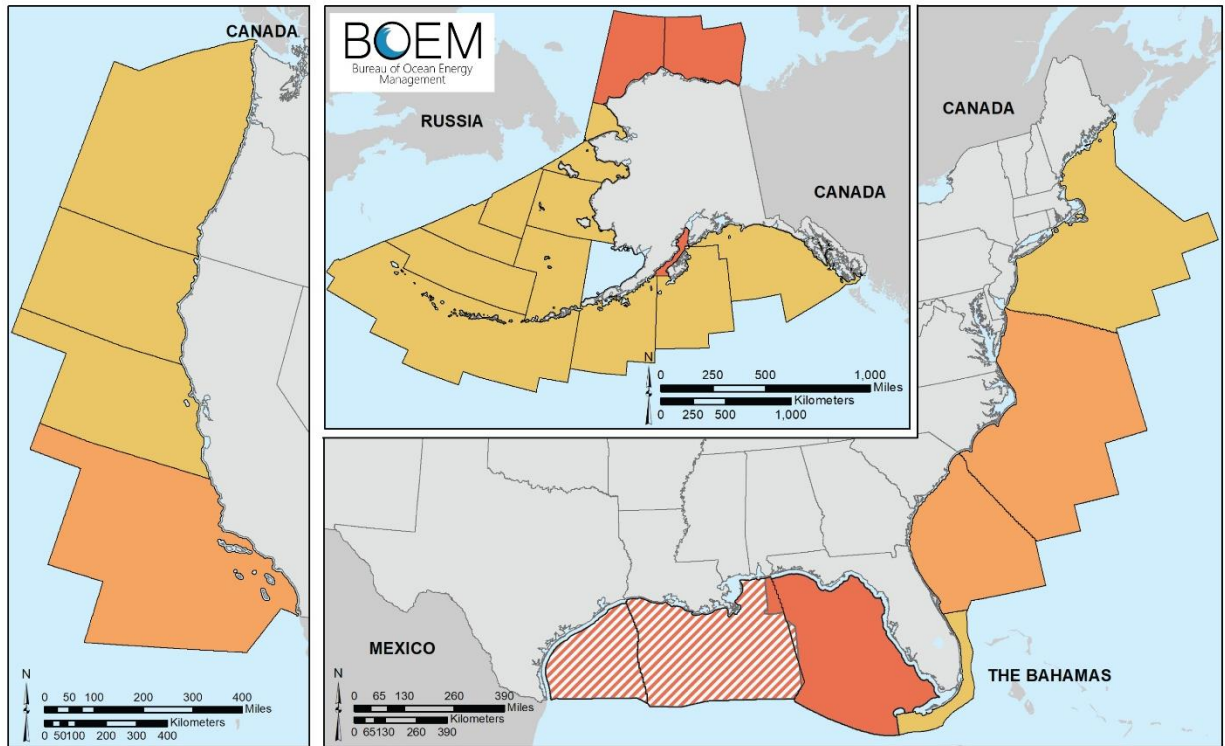 CANADA
N
0 50 100 200 300 400
Miles
Kilometers
0 50100 200 300 400
BOEM
Bureau of Ocean Energy
Management
RUSSIA
CANADA
N
0 250 500 1,000
Miles
Kilometers
0 250 500 1,000
CANADA
MEXICO
THE BAHAMAS
N
0 65 130 260 390
Miles
Kilometers
0 65130 260 390